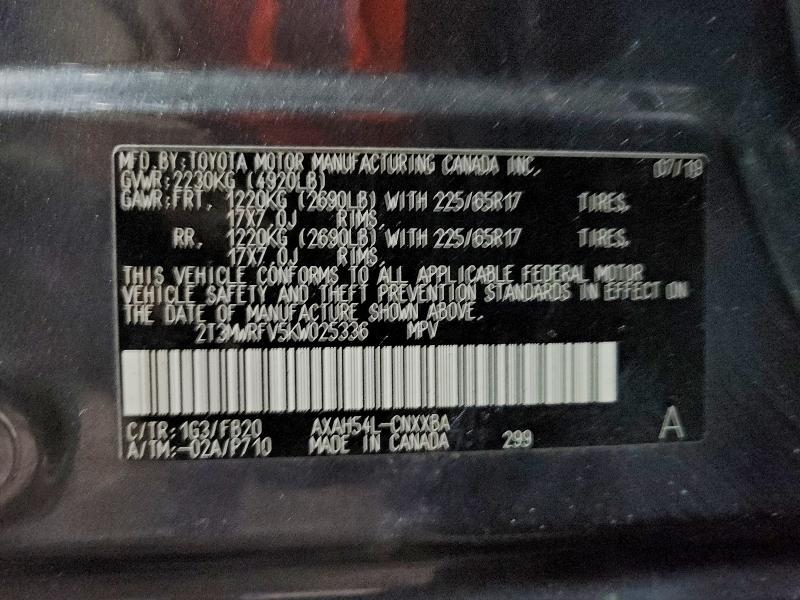 MFD.BY:TOYOTA MOTOR MANUFACTURING CANADA INC. 07/19
GVWR:2230KG (4920LB)
GAWR:FRT. 1220KG (2690LB) WITH 225/65R17 TIRES.
17X7.0J RIMS.
RR. 1220KG (2690LB) WITH 225/65R17 TIRES.
17X7.0J RIMS.
THIS VEHICLE CONFORMS TO ALL APPLICABLE FEDERAL MOTOR
VEHICLE SAFETY AND THEFT PREVENTION STANDARDS IN EFFECT ON
THE DATE OF MANUFACTURE SHOWN ABOVE.
2T3MWRFV5KW025336 MPV
C/TR:1G3/FB20 AXAH54L-CNXXBA A
A/TM:-02A/P710 MADE IN CANADA 299